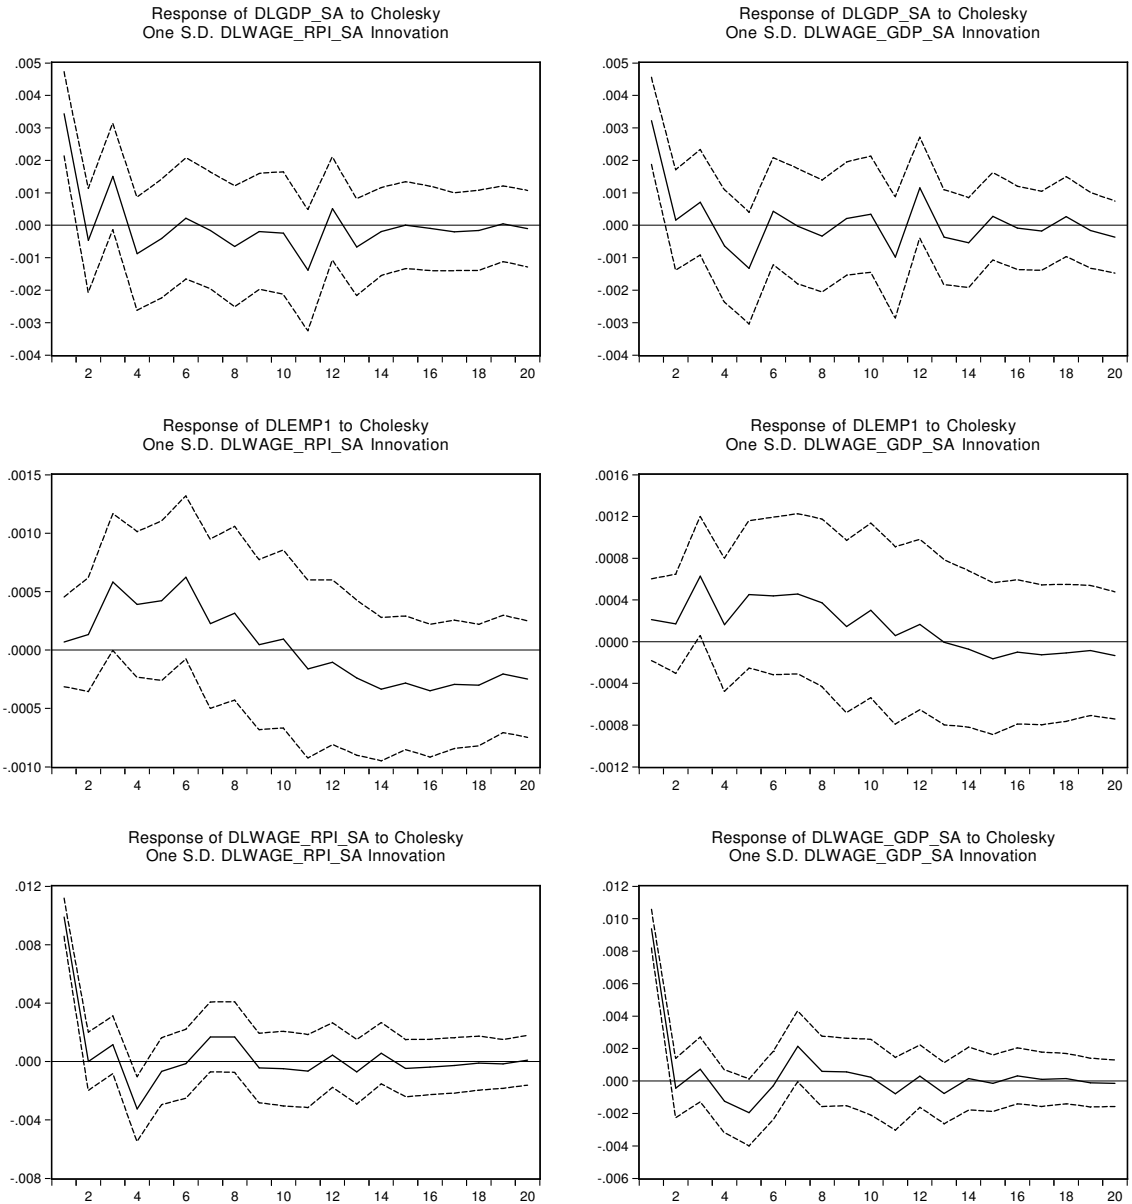 Response of DLGDP_SA to Cholesky
One S.D. DLWAGE_RPI_SA Innovation
.005
.004
.003
.002
.001
.000
-.001
-.002
-.003
-.004
2 4 6 8 10 12 14 16 18 20
Response of DLGDP_SA to Cholesky
One S.D. DLWAGE_GDP_SA Innovation
.005
.004
.003
.002
.001
.000
-.001
-.002
-.003
-.004
2 4 6 8 10 12 14 16 18 20
Response of DLEMP1 to Cholesky
One S.D. DLWAGE_RPI_SA Innovation
.0015
.0010
.0005
.0000
-.0005
-.0010
2 4 6 8 10 12 14 16 18 20
Response of DLEMP1 to Cholesky
One S.D. DLWAGE_GDP_SA Innovation
.0016
.0012
.0008
.0004
.0000
-.0004
-.0008
-.0012
2 4 6 8 10 12 14 16 18 20
Response of DLWAGE_RPI_SA to Cholesky
One S.D. DLWAGE_RPI_SA Innovation
.012
.008
.004
.000
-.004
-.008
2 4 6 8 10 12 14 16 18 20
Response of DLWAGE_GDP_SA to Cholesky
One S.D. DLWAGE_GDP_SA Innovation
.012
.010
.008
.006
.004
.002
.000
-.002
-.004
-.006
2 4 6 8 10 12 14 16 18 20